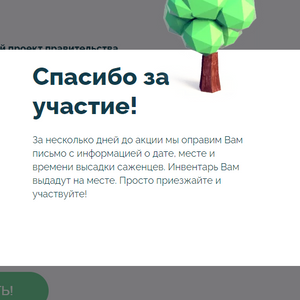 й проект правительства
Спасибо за
участие!
За несколько дней до акции мы оправим Вам
письмо с информацией о дате, месте и
времени высадки саженцев. Инвентарь Вам
выдадут на месте. Просто приезжайте и
участвуйте!
Ь!